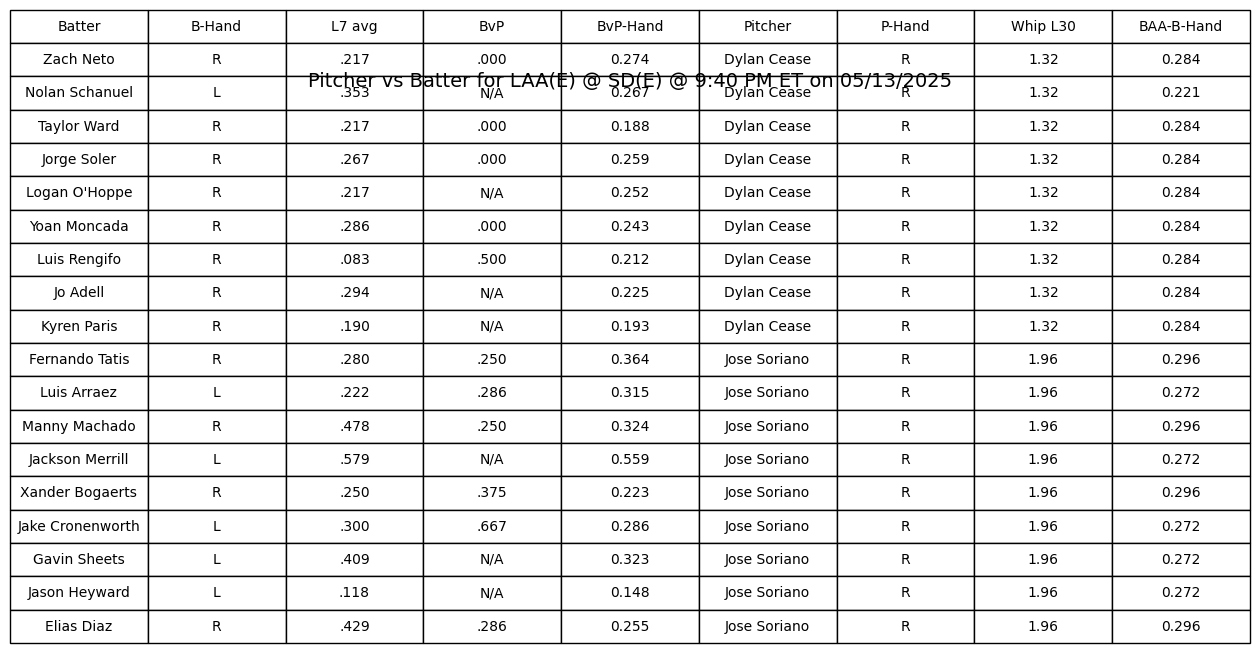 Batter B-Hand L7 avg BvP BvP-Hand Pitcher P-Hand Whip L30 BAA-B-Hand
Zach Neto R .217 .000 0.274 Dylan Cease R 1.32 0.284
Pitcher vs Batter for LAA(E) @ SD(E) @ 9:40 PM ET on 05/13/2025
Nolan Schanuel L .353 N/A 0.267 Dylan Cease R 1.32 0.221
Taylor Ward R .217 .000 0.188 Dylan Cease R 1.32 0.284
Jorge Soler R .267 .000 0.259 Dylan Cease R 1.32 0.284
Logan O'Hoppe R .217 N/A 0.252 Dylan Cease R 1.32 0.284
Yoan Moncada R .286 .000 0.243 Dylan Cease R 1.32 0.284
Luis Rengifo R .083 .500 0.212 Dylan Cease R 1.32 0.284
Jo Adell R .294 N/A 0.225 Dylan Cease R 1.32 0.284
Kyren Paris R .190 N/A 0.193 Dylan Cease R 1.32 0.284
Fernando Tatis R .280 .250 0.364 Jose Soriano R 1.96 0.296
Luis Arraez L .222 .286 0.315 Jose Soriano R 1.96 0.272
Manny Machado R .478 .250 0.324 Jose Soriano R 1.96 0.296
Jackson Merrill L .579 N/A 0.559 Jose Soriano R 1.96 0.272
Xander Bogaerts R .250 .375 0.223 Jose Soriano R 1.96 0.296
Jake Cronenworth L .300 .667 0.286 Jose Soriano R 1.96 0.272
Gavin Sheets L .409 N/A 0.323 Jose Soriano R 1.96 0.272
Jason Heyward L .118 N/A 0.148 Jose Soriano R 1.96 0.272
Elias Diaz R .429 .286 0.255 Jose Soriano R 1.96 0.296